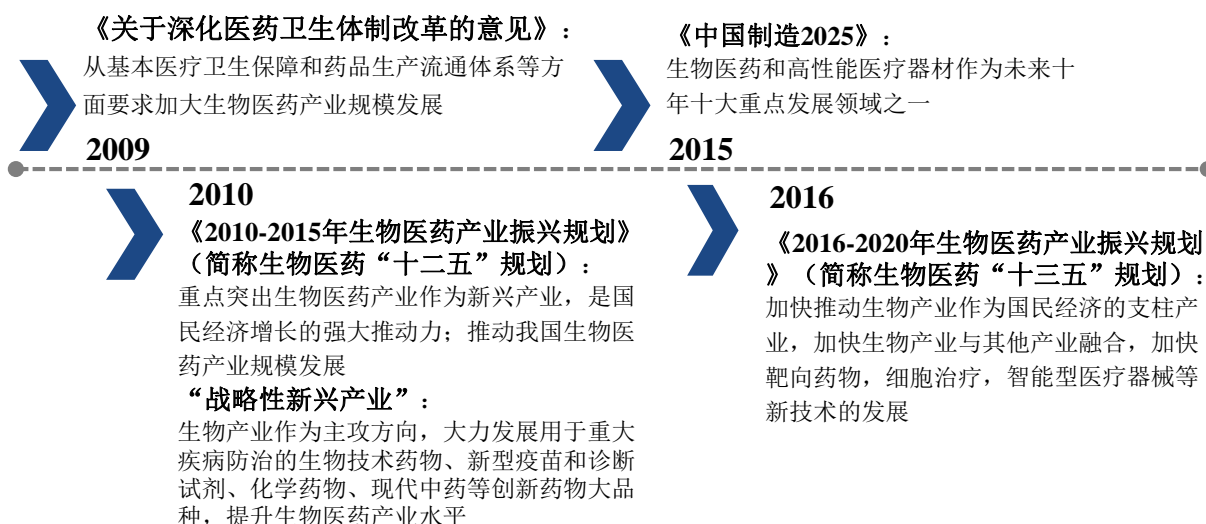 《关于深化医药卫生体制改革的意见》:
从基本医疗卫生保障和药品生产流通体系等方
面要求加大生物医药产业规模发展
2009
《中国制造2025》:
生物医药和高性能医疗器材作为未来十
年十大重点发展领域之一
2015
2010
《2010-2015年生物医药产业振兴规划》
（简称生物医药“十二五”规划）:
重点突出生物医药产业作为新兴产业，是国
民经济增长的强大推动力；推动我国生物医
药产业规模发展
“战略性新兴产业”:
生物产业作为主攻方向，大力发展用于重大
疾病防治的生物技术药物、新型疫苗和诊断
试剂、化学药物、现代中药等创新药物大品
种，提升生物医药产业水平
2016
《2016-2020年生物医药产业振兴规划
》（简称生物医药“十三五”规划）:
加快推动生物产业作为国民经济的支柱产
业，加快生物产业与其他产业融合，加快
靶向药物，细胞治疗，智能型医疗器械等
新技术的发展